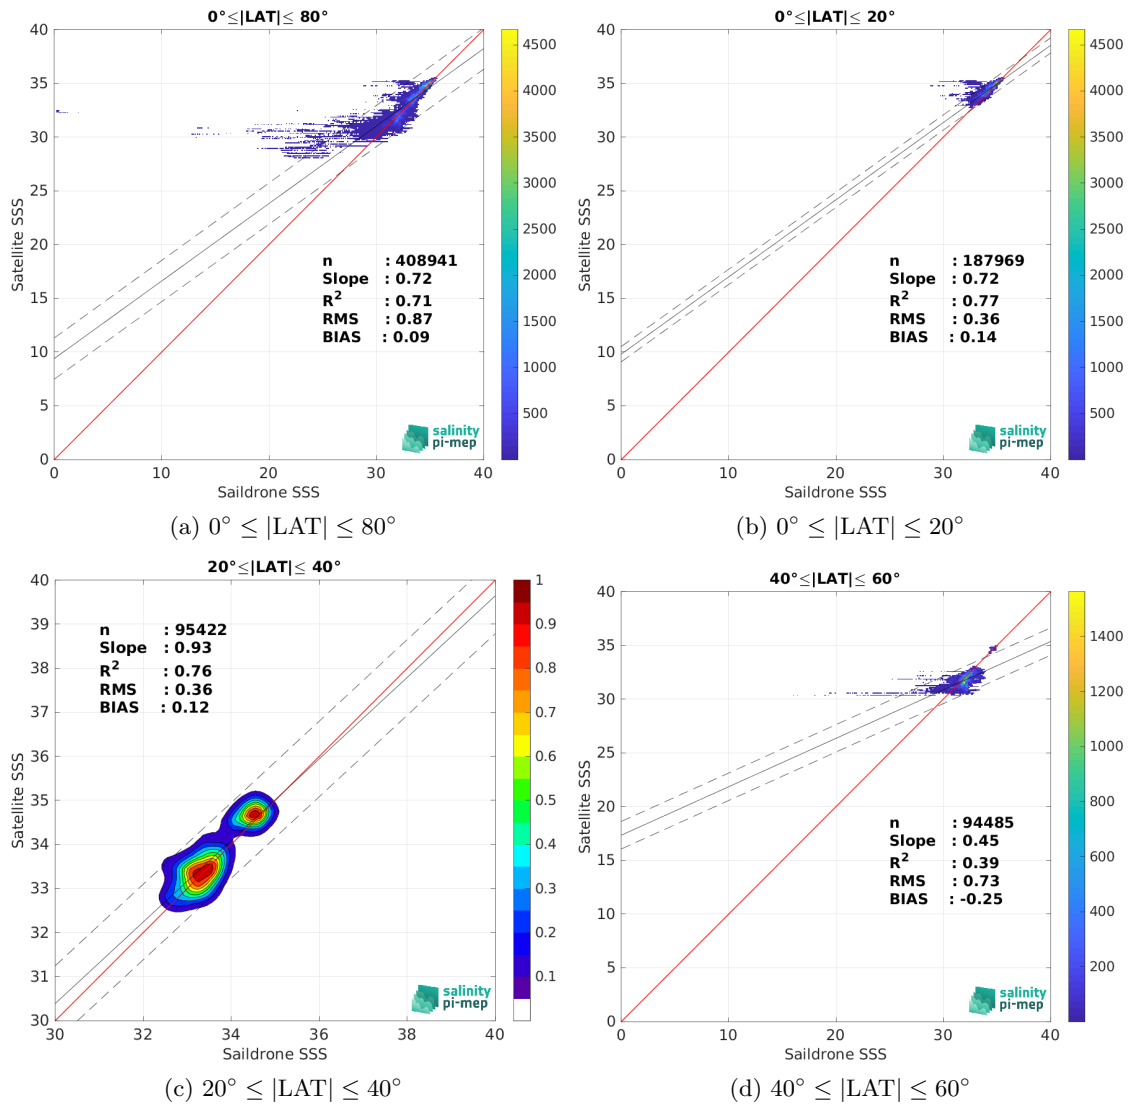 0°≤|LAT|≤ 80°
40
35
30
25
20
15
10
5
0
0
10
20
30
40
Satellite SSS
Saildrone SSS
n : 408941
Slope : 0.72
R² : 0.71
RMS : 0.87
BIAS : 0.09
salinity
pi-mep
4500
4000
3500
3000
2500
2000
1500
1000
500
(a) 0° ≤ |LAT| ≤ 80°
0°≤|LAT|≤ 20°
40
35
30
25
20
15
10
5
0
0
10
20
30
40
Satellite SSS
Saildrone SSS
n : 187969
Slope : 0.72
R² : 0.77
RMS : 0.36
BIAS : 0.14
salinity
pi-mep
4500
4000
3500
3000
2500
2000
1500
1000
500
(b) 0° ≤ |LAT| ≤ 20°
20°≤|LAT|≤ 40°
40
39
38
37
36
35
34
33
32
31
30
30
32
34
36
38
40
Satellite SSS
Saildrone SSS
n : 95422
Slope : 0.93
R² : 0.76
RMS : 0.36
BIAS : 0.12
salinity
pi-mep
1
0.9
0.8
0.7
0.6
0.5
0.4
0.3
0.2
0.1
(c) 20° ≤ |LAT| ≤ 40°
40°≤|LAT|≤ 60°
40
35
30
25
20
15
10
5
0
0
10
20
30
40
Satellite SSS
Saildrone SSS
n : 94485
Slope : 0.45
R² : 0.39
RMS : 0.73
BIAS : -0.25
salinity
pi-mep
1400
1200
1000
800
600
400
200
(d) 40° ≤ |LAT| ≤ 60°